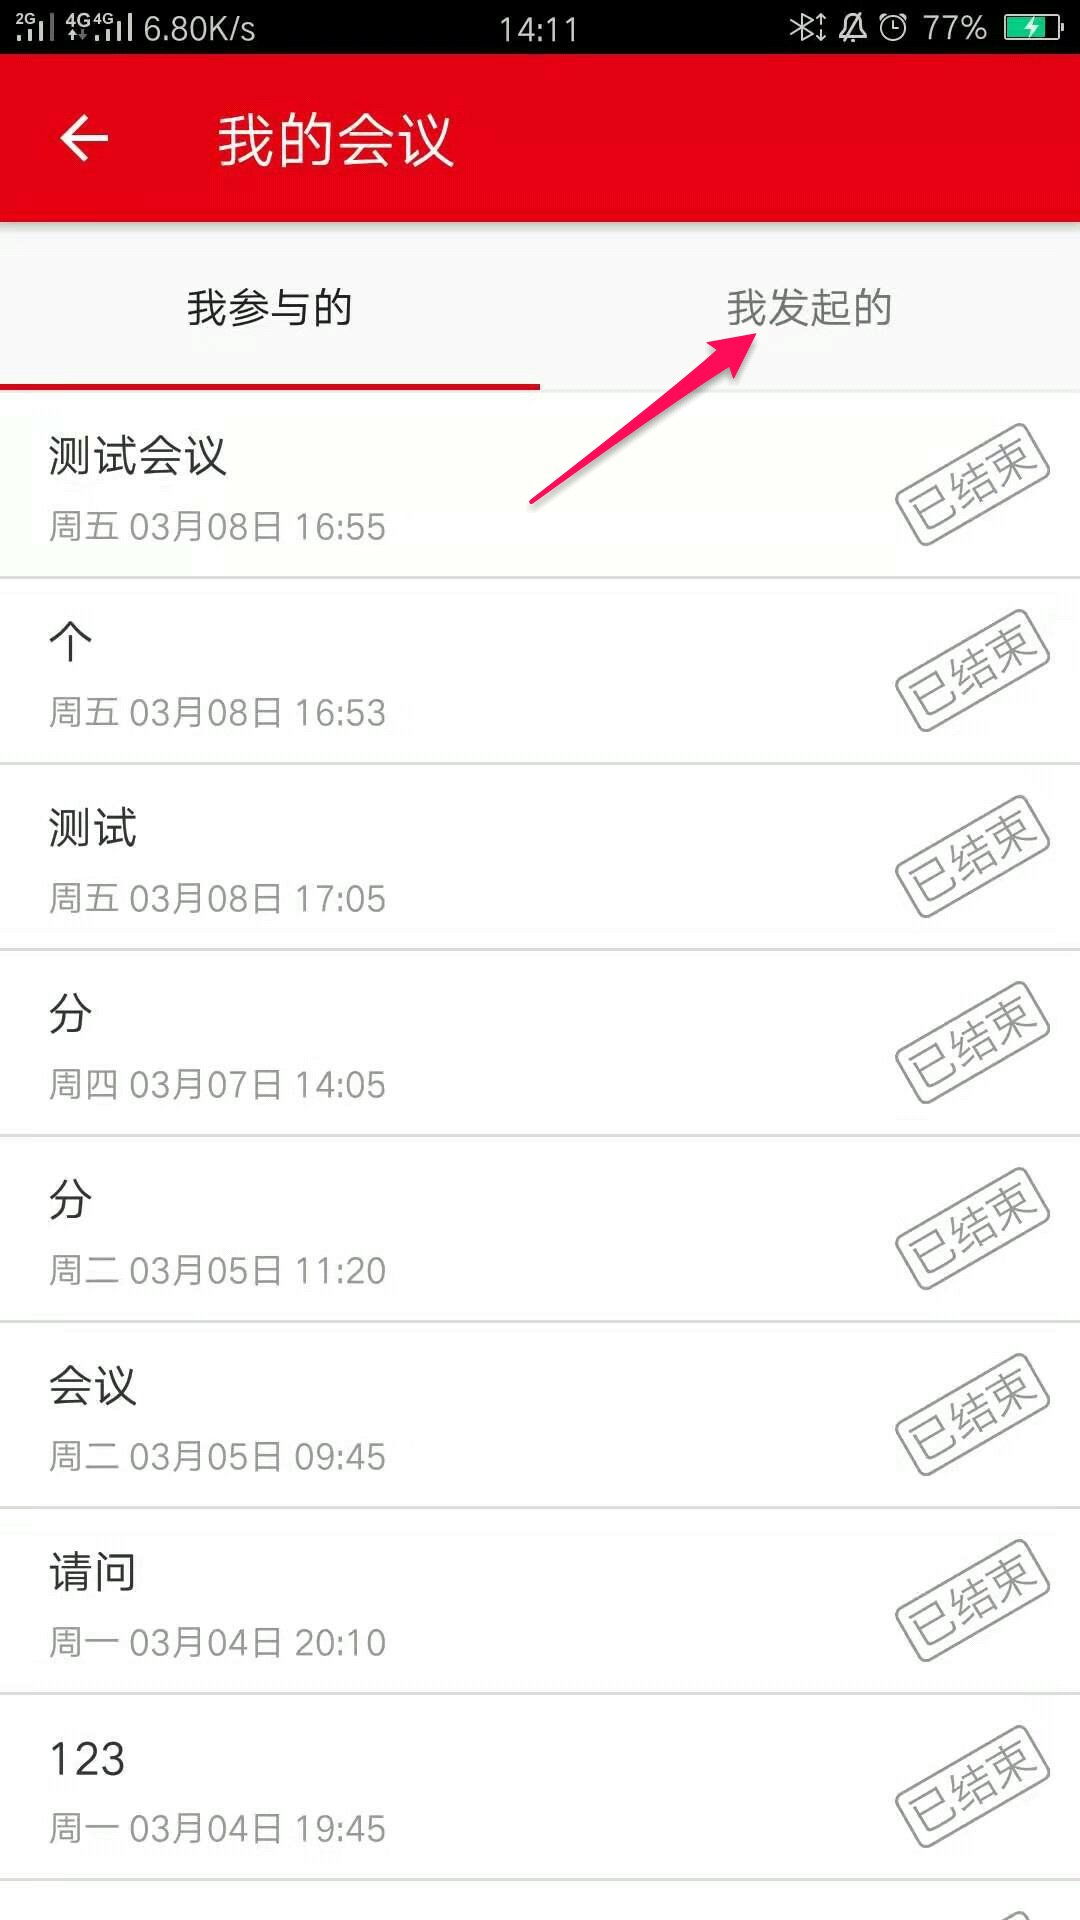 2G 4G 4G 6.80K/s 14:11 77%
我的会议
我参与的 我发起的
测试会议
周五 03月08日 16:55
已结束
个
周五 03月08日 16:53
已结束
测试
周五 03月08日 17:05
已结束
分
周四 03月07日 14:05
已结束
分
周二 03月05日 11:20
已结束
会议
周二 03月05日 09:45
已结束
请问
周一 03月04日 20:10
已结束
123
周一 03月04日 19:45
已结束